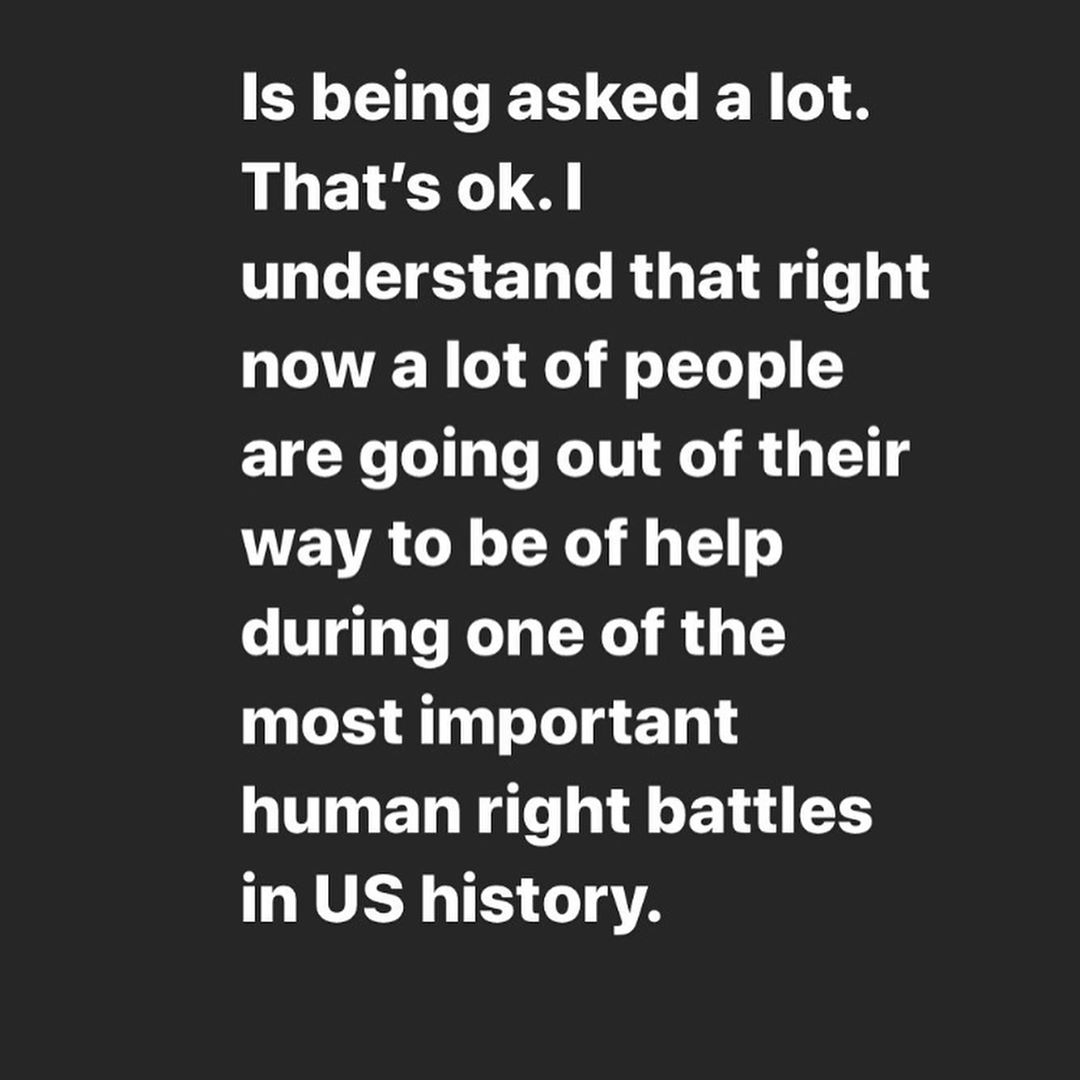 Is being asked a lot.
That’s ok. I
understand that right
now a lot of people
are going out of their
way to be of help
during one of the
most important
human right battles
in US history.